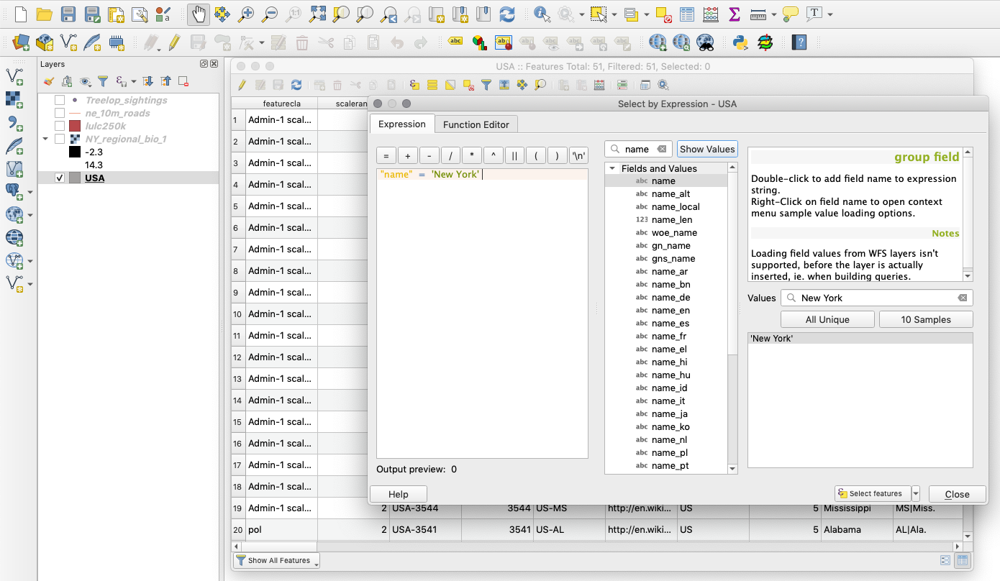 1:1
T
abc
abc
abc
abc
abc
abc
abc
abc
?
Layers
Treelop_sightings
ne_10m_roads
lulc250k
NY_regional_bio_1
-2.3
14.3
USA
USA :: Features Total: 51, Filtered: 51, Selected: 0
featurecla
scaleran
1 Admin-1 scal...
2 Admin-1 scal...
3 Admin-1 scal...
4 Admin-1 scal...
5 Admin-1 scal...
6 Admin-1 scal...
7 Admin-1 scal...
8 Admin-1 scal...
9 Admin-1 scal...
10 Admin-1 scal...
11 Admin-1 scal...
12 Admin-1 scal...
13 Admin-1 scal...
14 Admin-1 scal...
15 Admin-1 scal...
16 Admin-1 scal...
17 Admin-1 scal...
18 Admin-1 scal...
19 Admin-1 scal... 2 USA-3544 3544 US-MS http://en.wiki... US 5 Mississippi MS|Miss.
20 pol 2 USA-3541 3541 US-AL http://en.wiki... US 5 Alabama AL|Ala.
Show All Features
Select by Expression - USA
Expression
Function Editor
= + - / * ^ || ( ) '\n'
"name" = 'New York'
Output preview: 0
Help
name
Show Values
Fields and Values
abc name
abc name_alt
abc name_local
123 name_len
abc woe_name
abc gn_name
abc gns_name
abc name_ar
abc name_bn
abc name_de
abc name_en
abc name_es
abc name_fr
abc name_el
abc name_hi
abc name_hu
abc name_id
abc name_it
abc name_ja
abc name_ko
abc name_nl
abc name_pl
abc name_pt
group field
Double-click to add field name to expression
string.
Right-Click on field name to open context
menu sample value loading options.
Notes
Loading field values from WFS layers isn't
supported, before the layer is actually
inserted, ie. when building queries.
Values
New York
All Unique
10 Samples
'New York'
Select features
Close